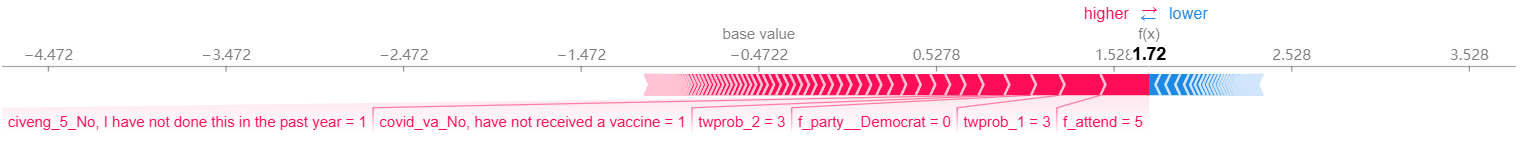 higher ⇄ lower
base value f(x)
−4.472 −3.472 −2.472 −1.472 −0.4722 0.5278 1.528 1.72 2.528 3.528
civeng_5_No, I have not done this in the past year = 1 covid_va_No, have not received a vaccine = 1 twprob_2 = 3 f_party__Democrat = 0 twprob_1 = 3 f_attend = 5